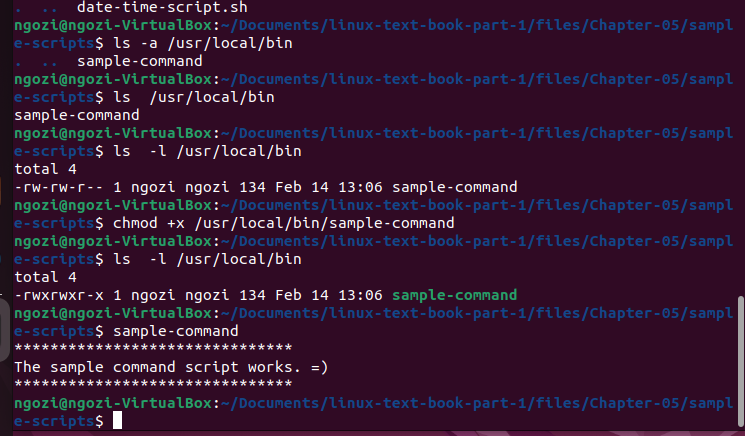 .  ..  date-time-script.sh
ngozi@ngozi-VirtualBox:~/Documents/linux-text-book-part-1/files/Chapter-05/sampl
e-scripts$ ls -a /usr/local/bin
.  ..  sample-command
ngozi@ngozi-VirtualBox:~/Documents/linux-text-book-part-1/files/Chapter-05/sampl
e-scripts$ ls  /usr/local/bin
sample-command
ngozi@ngozi-VirtualBox:~/Documents/linux-text-book-part-1/files/Chapter-05/sampl
e-scripts$ ls  -l /usr/local/bin
total 4
-rw-rw-r-- 1 ngozi ngozi 134 Feb 14 13:06 sample-command
ngozi@ngozi-VirtualBox:~/Documents/linux-text-book-part-1/files/Chapter-05/sampl
e-scripts$ chmod +x /usr/local/bin/sample-command
ngozi@ngozi-VirtualBox:~/Documents/linux-text-book-part-1/files/Chapter-05/sampl
e-scripts$ ls  -l /usr/local/bin
total 4
-rwxrwxr-x 1 ngozi ngozi 134 Feb 14 13:06 sample-command
ngozi@ngozi-VirtualBox:~/Documents/linux-text-book-part-1/files/Chapter-05/sampl
e-scripts$ sample-command
*******************************
The sample command script works. =)
*******************************
ngozi@ngozi-VirtualBox:~/Documents/linux-text-book-part-1/files/Chapter-05/sampl
e-scripts$